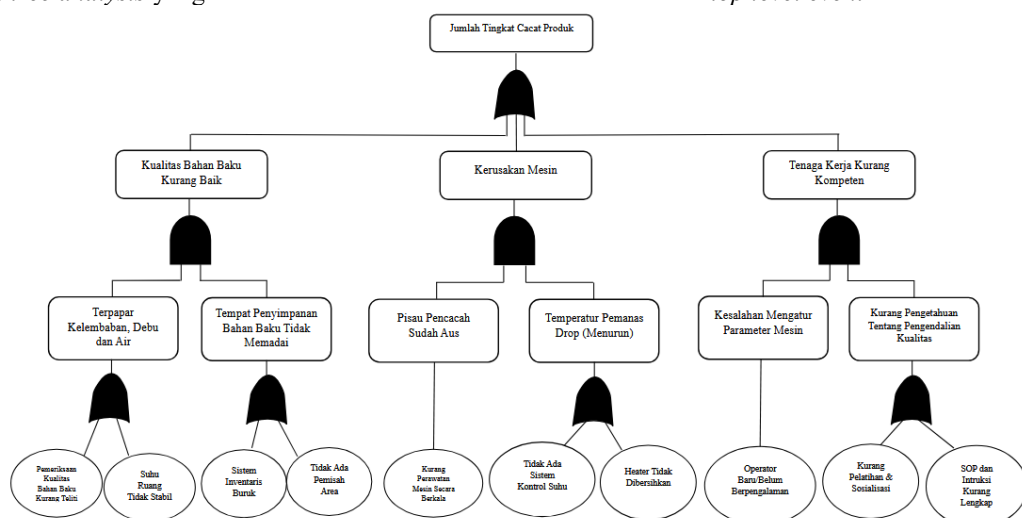 Jumlah Tingkat Cacat Produk
Kualitas Bahan Baku
Kurang Baik
Kerusakan Mesin
Tenaga Kerja Kurang
Kompeten
Terpapar
Kelembaban, Debu
dan Air
Tempat Penyimpanan
Bahan Baku Tidak
Memadai
Pisau Pencacah
Sudah Aus
Temperatur Pemanas
Drop (Menurun)
Kesalahan Mengatur
Parameter Mesin
Kurang Pengetahuan
Tentang Pengendalian
Kualitas
Pemeriksaan
Kualitas
Bahan Baku
Kurang Teliti
Suhu
Ruang
Tidak Stabil
Sistem
Inventaris
Buruk
Tidak Ada
Pemisah
Area
Kurang
Perawatan
Mesin Secara
Berkala
Tidak Ada
Sistem
Kontrol Suhu
Heater Tidak
Dibersihkan
Operator
Baru/Belum
Berpengalaman
Kurang
Pelatihan &
Sosialisasi
SOP dan
Intruksi
Kurang
Lengkap